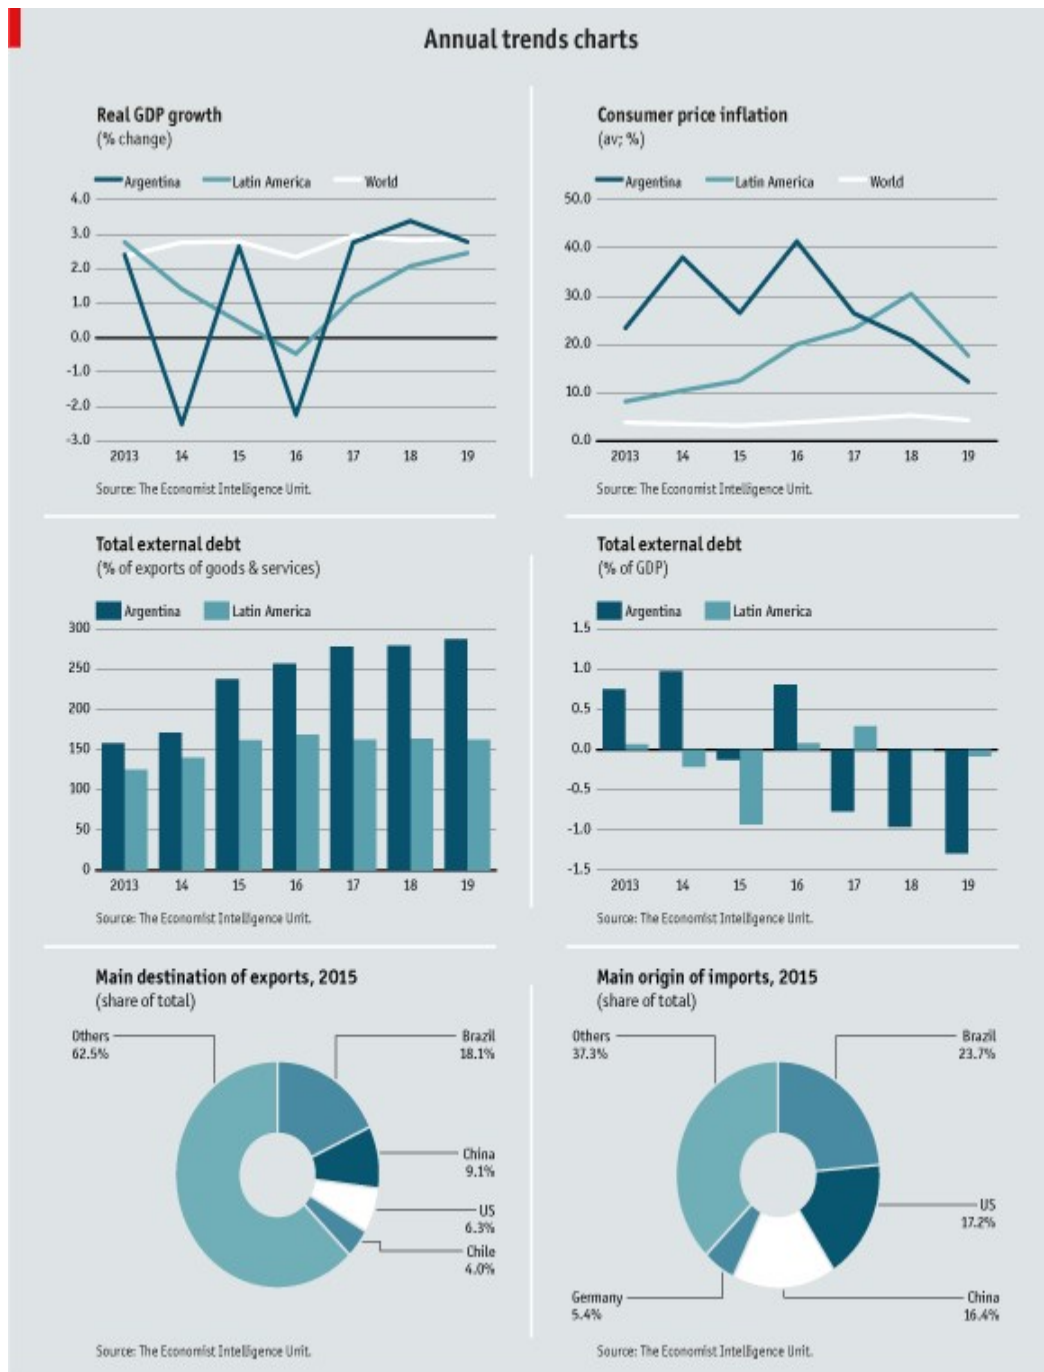 Annual trends charts
Real GDP growth
(% change)
Argentina Latin America World
4.0
3.0
2.0
1.0
0.0
-1.0
-2.0
-3.0
2013 14 15 16 17 18 19
Source: The Economist Intelligence Unit.
Consumer price inflation
(av; %)
Argentina Latin America World
50.0
40.0
30.0
20.0
10.0
0.0
2013 14 15 16 17 18 19
Source: The Economist Intelligence Unit.
Total external debt
(% of exports of goods & services)
Argentina Latin America
300
250
200
150
100
50
0
2013 14 15 16 17 18 19
Source: The Economist Intelligence Unit.
Total external debt
(% of GDP)
Argentina Latin America
1.5
1.0
0.5
0.0
-0.5
-1.0
-1.5
2013 14 15 16 17 18 19
Source: The Economist Intelligence Unit.
Main destination of exports, 2015
(share of total)
Others
62.5%
Brazil
18.1%
China
9.1%
US
6.3%
Chile
4.0%
Source: The Economist Intelligence Unit.
Main origin of imports, 2015
(share of total)
Others
37.3%
Brazil
23.7%
US
17.2%
Germany
5.4%
China
16.4%
Source: The Economist Intelligence Unit.